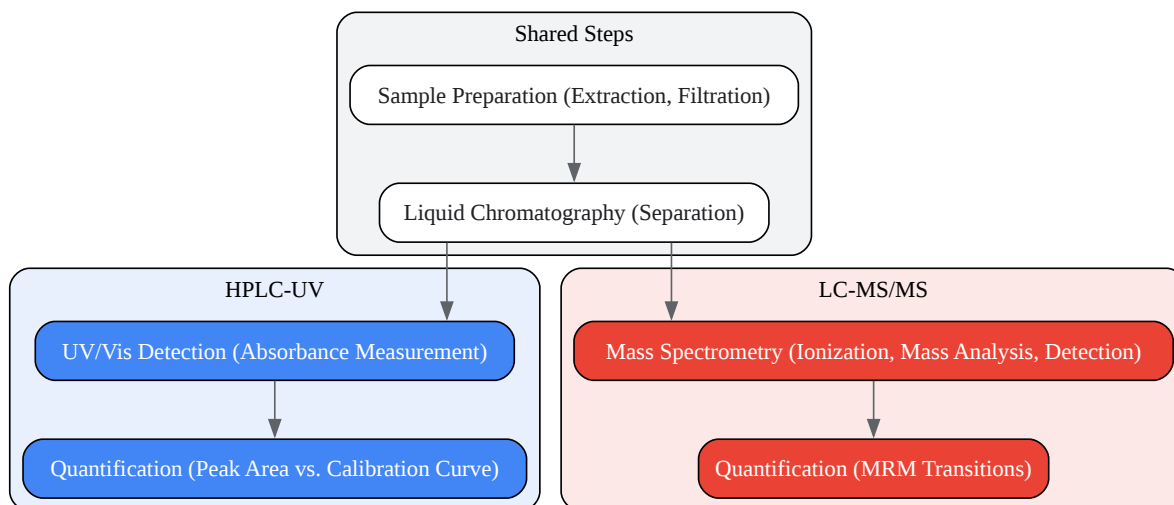 Shared Steps
Sample Preparation (Extraction, Filtration)
Liquid Chromatography (Separation)
HPLC-UV
UV/Vis Detection (Absorbance Measurement)
Quantification (Peak Area vs. Calibration Curve)
LC-MS/MS
Mass Spectrometry (Ionization, Mass Analysis, Detection)
Quantification (MRM Transitions)